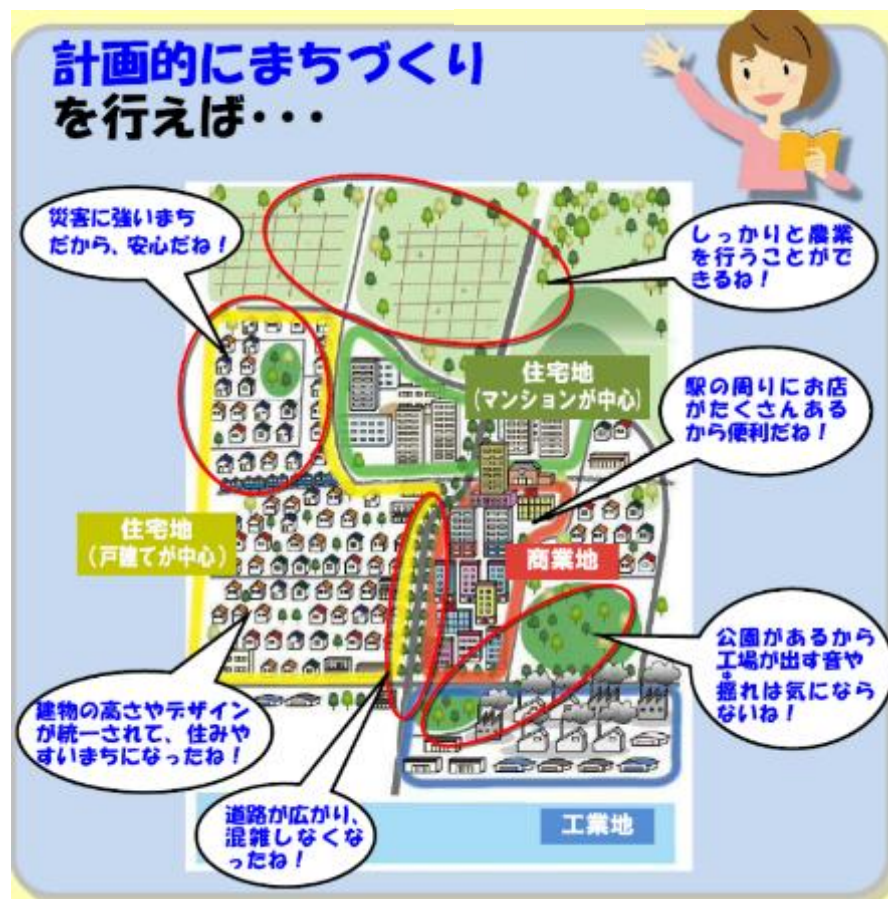 計画的にまちづくり
を行えば・・・
災害に強いまち
だから、安心だね！
しっかりと農業
を行うことがで
きるね！
住宅地
(マンションが中心)
駅の周りにお店
がたくさんある
から便利だね！
住宅地
(戸建てが中心)
商業地
公園があるから
工場が出す音や
ゆ
揺れは気になら
ないね！
建物の高さやデザイン
が統一されて、住みや
すいまちになったね！
道路が広がり、
混雑しなくな
ったね！
工業地